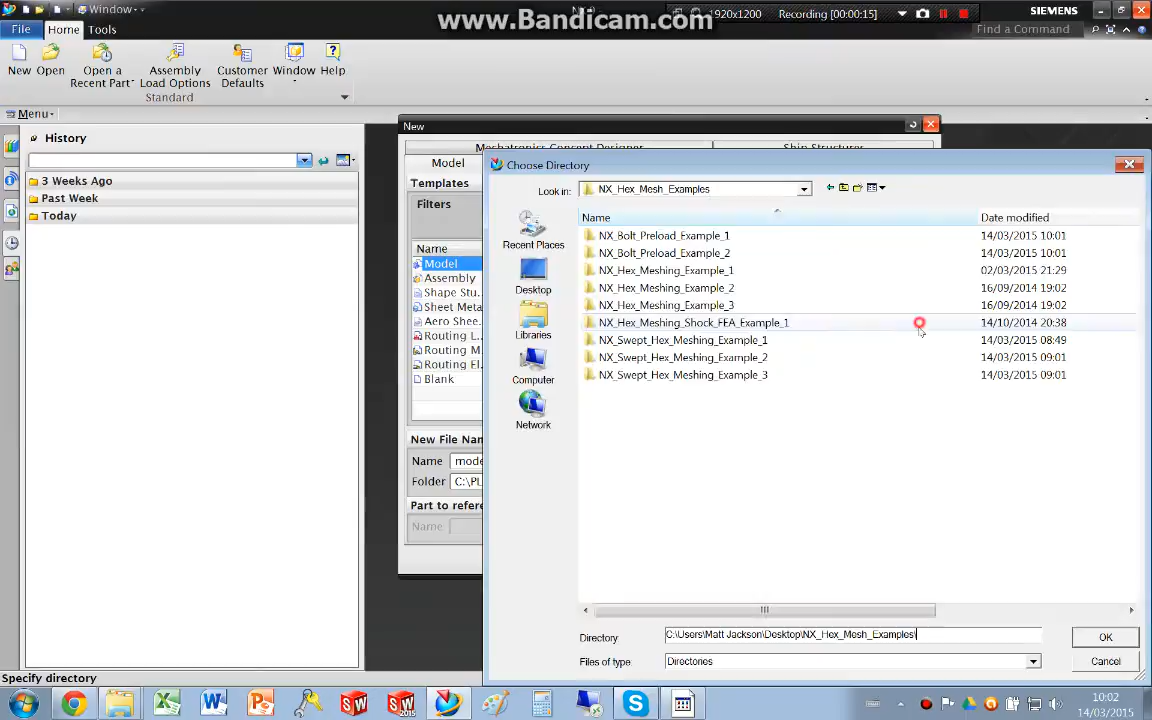 Window
www.Bandicam.com
1920x1200
Recording [00:00:15]
SIEMENS
File
Home
Tools
Find a Command
New
Open
Open a
Recent Part
Assembly
Load Options
Customer
Defaults
Window
Help
Standard
Menu
History
3 Weeks Ago
Past Week
Today
New
Mechatronics Concept Designer
Ship Structures
Model
Templates
Filters
Name
Model
Assembly
Shape Stu...
Sheet Meta...
Aero Shee...
Routing L...
Routing M...
Routing El...
Blank
New File Nam
Name
mode
Folder
C:\PL
Part to refere
Name
Choose Directory
Look in:
NX_Hex_Mesh_Examples
Recent Places
Desktop
Libraries
Computer
Network
Name
Date modified
NX_Bolt_Preload_Example_1
14/03/2015 10:01
NX_Bolt_Preload_Example_2
14/03/2015 10:01
NX_Hex_Meshing_Example_1
02/03/2015 21:29
NX_Hex_Meshing_Example_2
16/09/2014 19:02
NX_Hex_Meshing_Example_3
16/09/2014 19:02
NX_Hex_Meshing_Shock_FEA_Example_1
14/10/2014 20:38
NX_Swept_Hex_Meshing_Example_1
14/03/2015 08:49
NX_Swept_Hex_Meshing_Example_2
14/03/2015 09:01
NX_Swept_Hex_Meshing_Example_3
14/03/2015 09:01
Directory:
C:\Users\Matt Jackson\Desktop\NX_Hex_Mesh_Examples\
OK
Files of type:
Directories
Cancel
Specify directory
10:02
14/03/2015